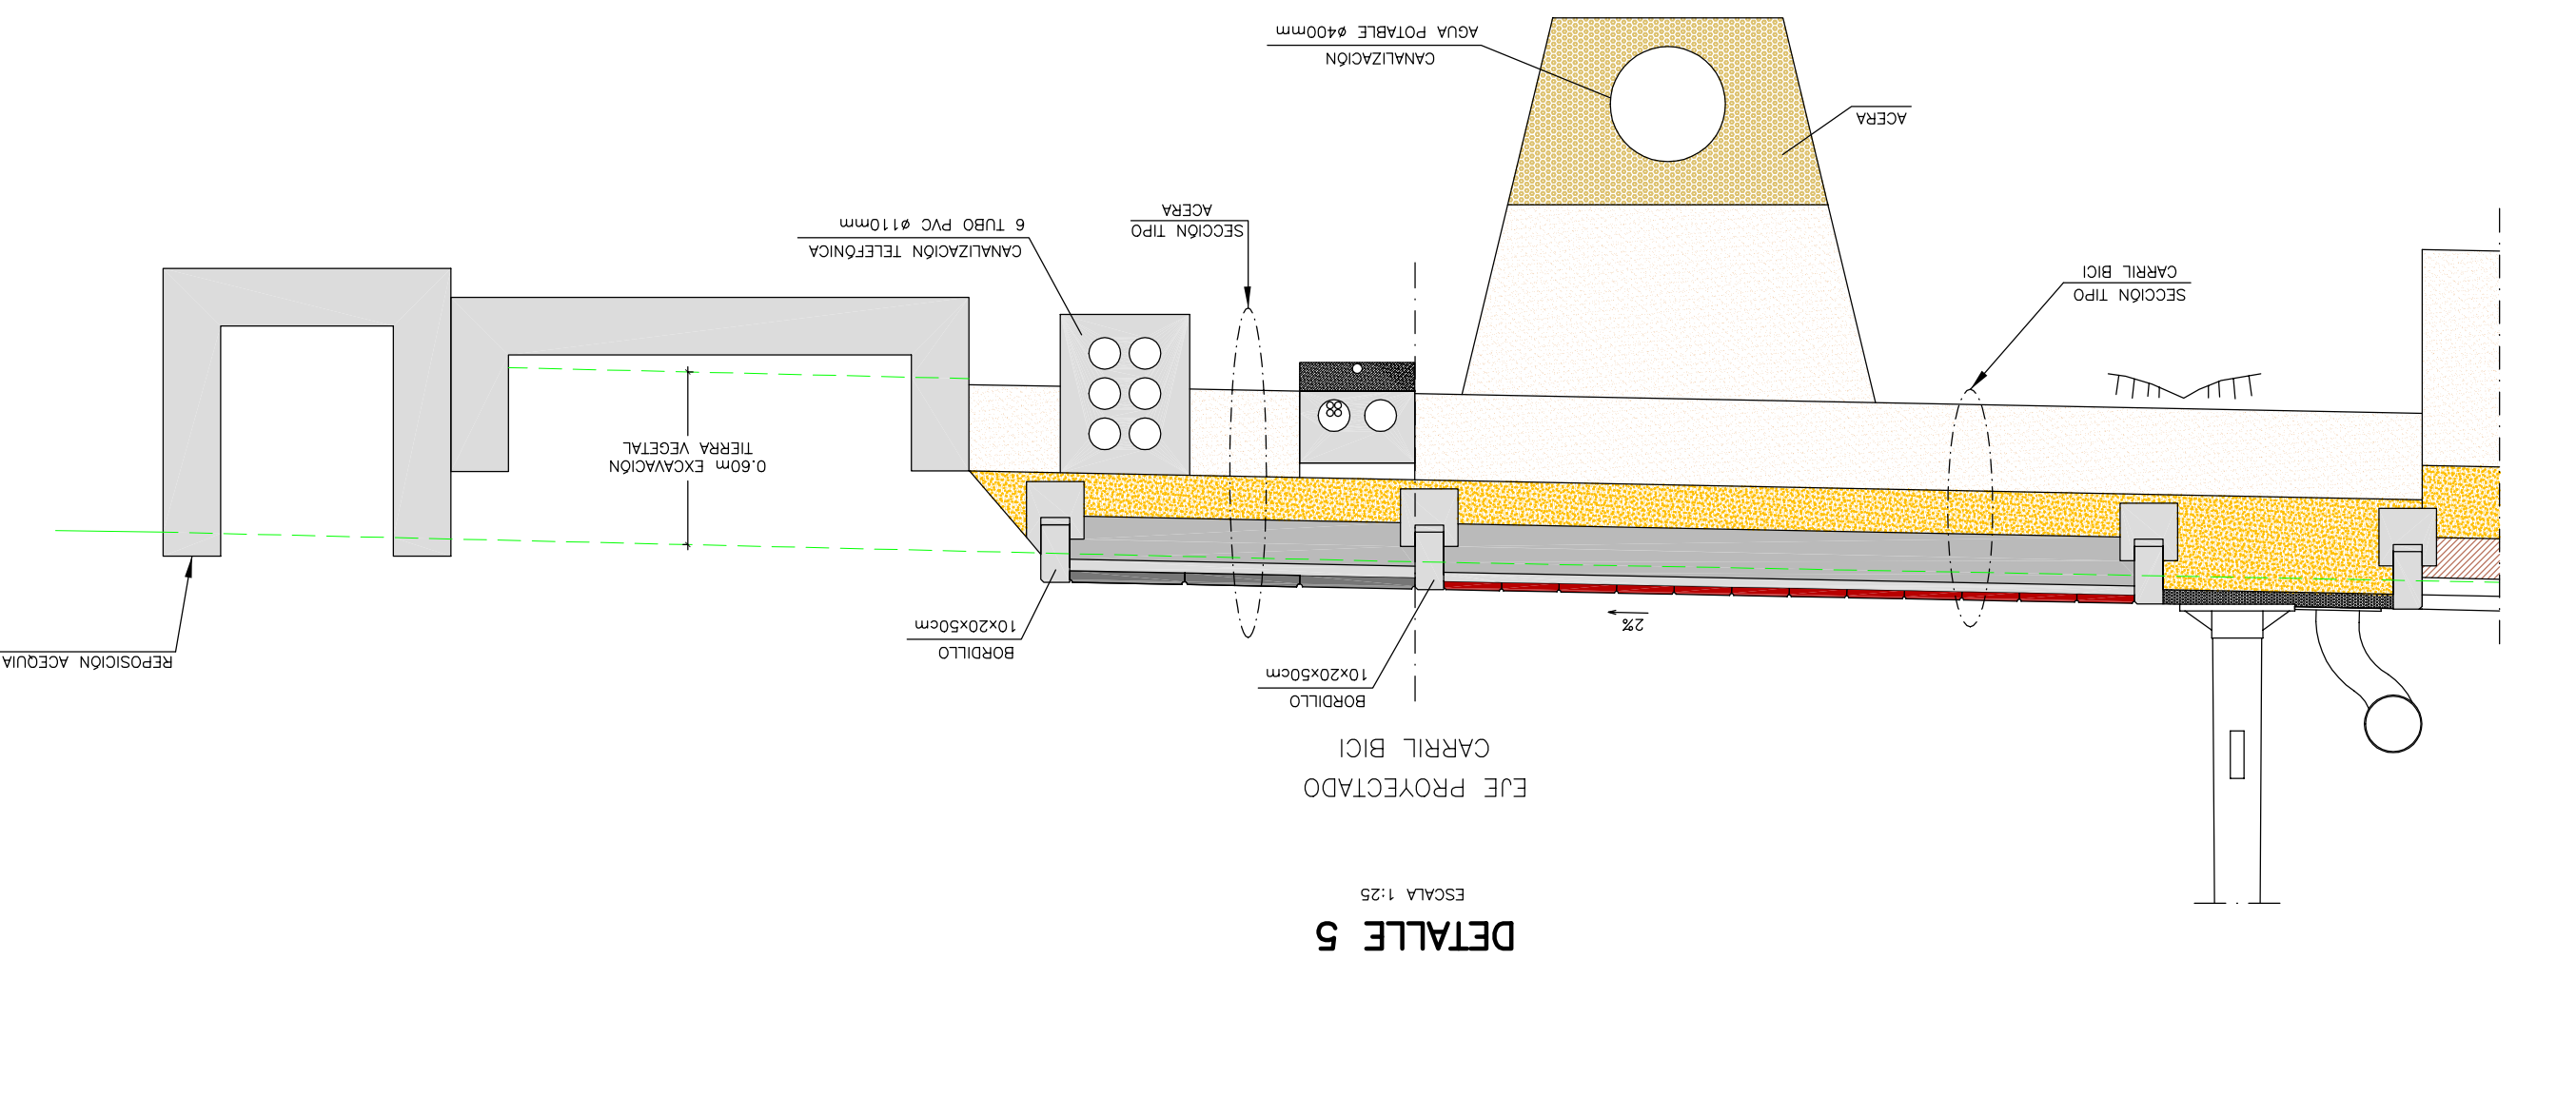 DETALLE 5
ESCALA 1:25
EJE PROYECTADO
CARRIL BICI
BORDILLO
10x20x50cm
REPOSICIÓN ACEQUIA
BORDILLO
10x20x50cm
2%
0.60m EXCAVACIÓN
TIERRA VEGETAL
SECCIÓN TIPO
CARRIL BICI
CANALIZACIÓN TELEFÓNICA
6 TUBO PVC ø110mm
SECCIÓN TIPO
ACERA
ACERA
CANALIZACIÓN
AGUA POTABLE ø400mm